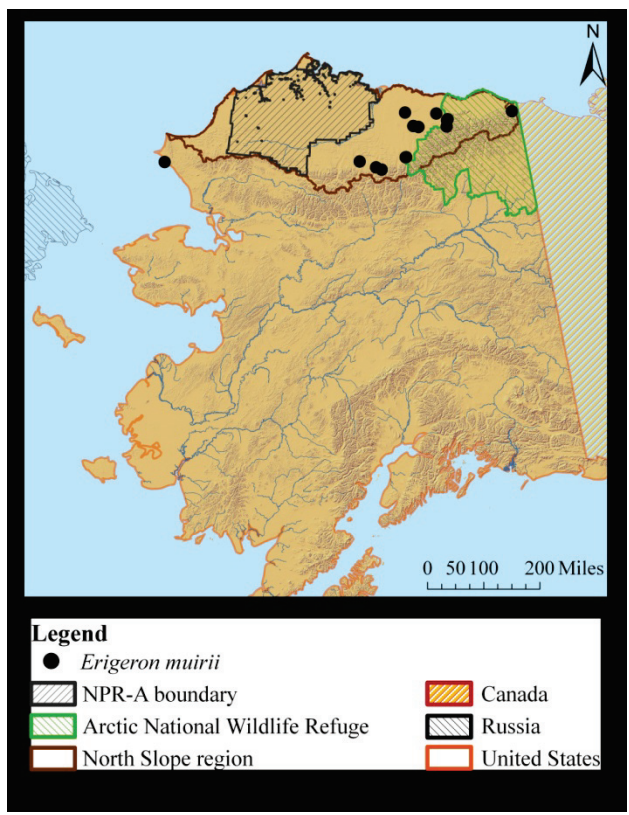 N
0 50 100 200 Miles
Legend
Erigeron muirii
NPR-A boundary
Arctic National Wildlife Refuge
North Slope region
Canada
Russia
United States